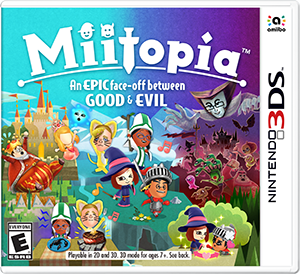 amiibo
Miitopia™
An EPIC face-off between
GOOD & EVIL
NINTENDO 3DS
EVERYONE
E
ESRB
Playable in 2D and 3D. 3D mode for ages 7+. See back.